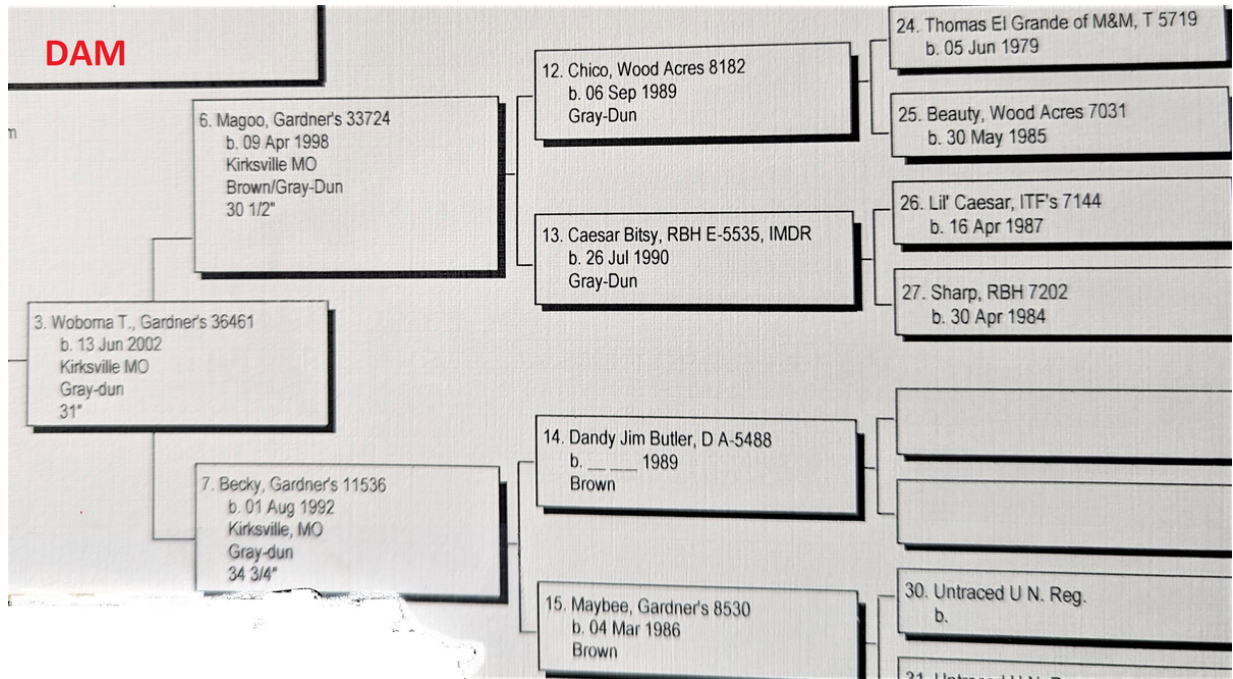 DAM
m
3. Woboma T., Gardner's 36461
b. 13 Jun 2002
Kirksville MO
Gray-dun
31"
6. Magoo, Gardner's 33724
b. 09 Apr 1998
Kirksville MO
Brown/Gray-Dun
30 1/2"
7. Becky, Gardner's 11536
b. 01 Aug 1992
Kirksville, MO
Gray-dun
34 3/4"
12. Chico, Wood Acres 8182
b. 06 Sep 1989
Gray-Dun
13. Caesar Bitsy, RBH E-5535, IMDR
b. 26 Jul 1990
Gray-Dun
14. Dandy Jim Butler, D A-5488
b. __ ___ 1989
Brown
15. Maybee, Gardner's 8530
b. 04 Mar 1986
Brown
24. Thomas El Grande of M&M, T 5719
b. 05 Jun 1979
25. Beauty, Wood Acres 7031
b. 30 May 1985
26. Lil' Caesar, ITF's 7144
b. 16 Apr 1987
27. Sharp, RBH 7202
b. 30 Apr 1984
30. Untraced U N. Reg.
b.
31. Untraced U N.